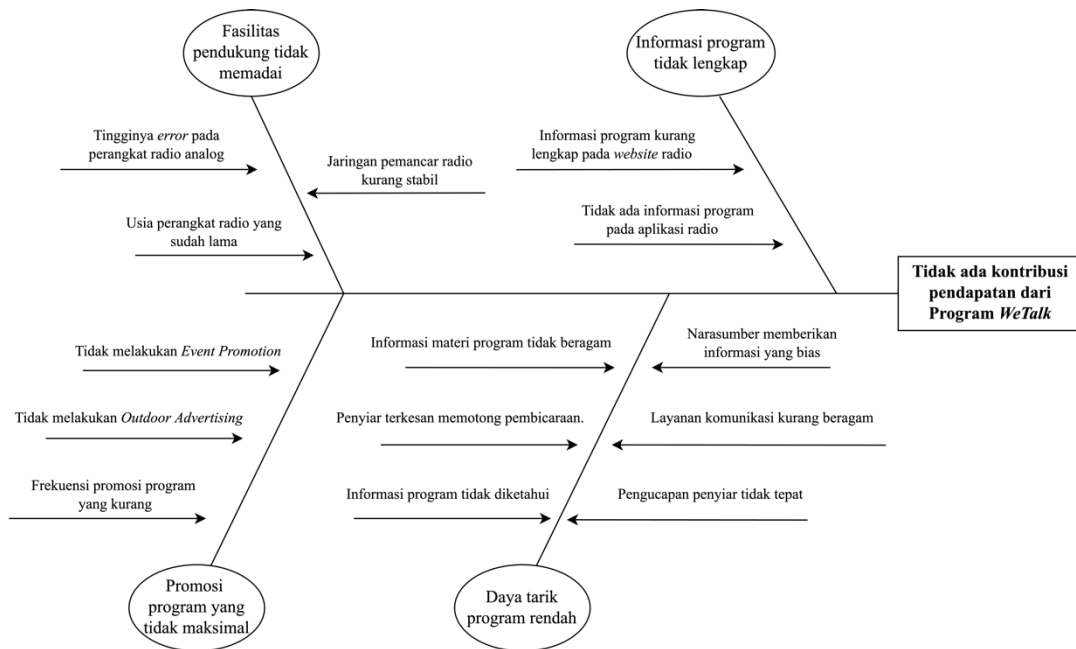 Fasilitas
pendukung tidak
memadai
Informasi program
tidak lengkap
Tingginya error pada
perangkat radio analog
Jaringan pemancar radio
kurang stabil
Usia perangkat radio yang
sudah lama
Informasi program kurang
lengkap pada website radio
Tidak ada informasi program
pada aplikasi radio
Tidak ada kontribusi
pendapatan dari
Program WeTalk
Tidak melakukan Event Promotion
Tidak melakukan Outdoor Advertising
Frekuensi promosi program
yang kurang
Informasi materi program tidak beragam
Narasumber memberikan
informasi yang bias
Penyiar terkesan memotong pembicaraan.
Layanan komunikasi kurang beragam
Informasi program tidak diketahui
Pengucapan penyiar tidak tepat
Promosi
program yang
tidak maksimal
Daya tarik
program rendah